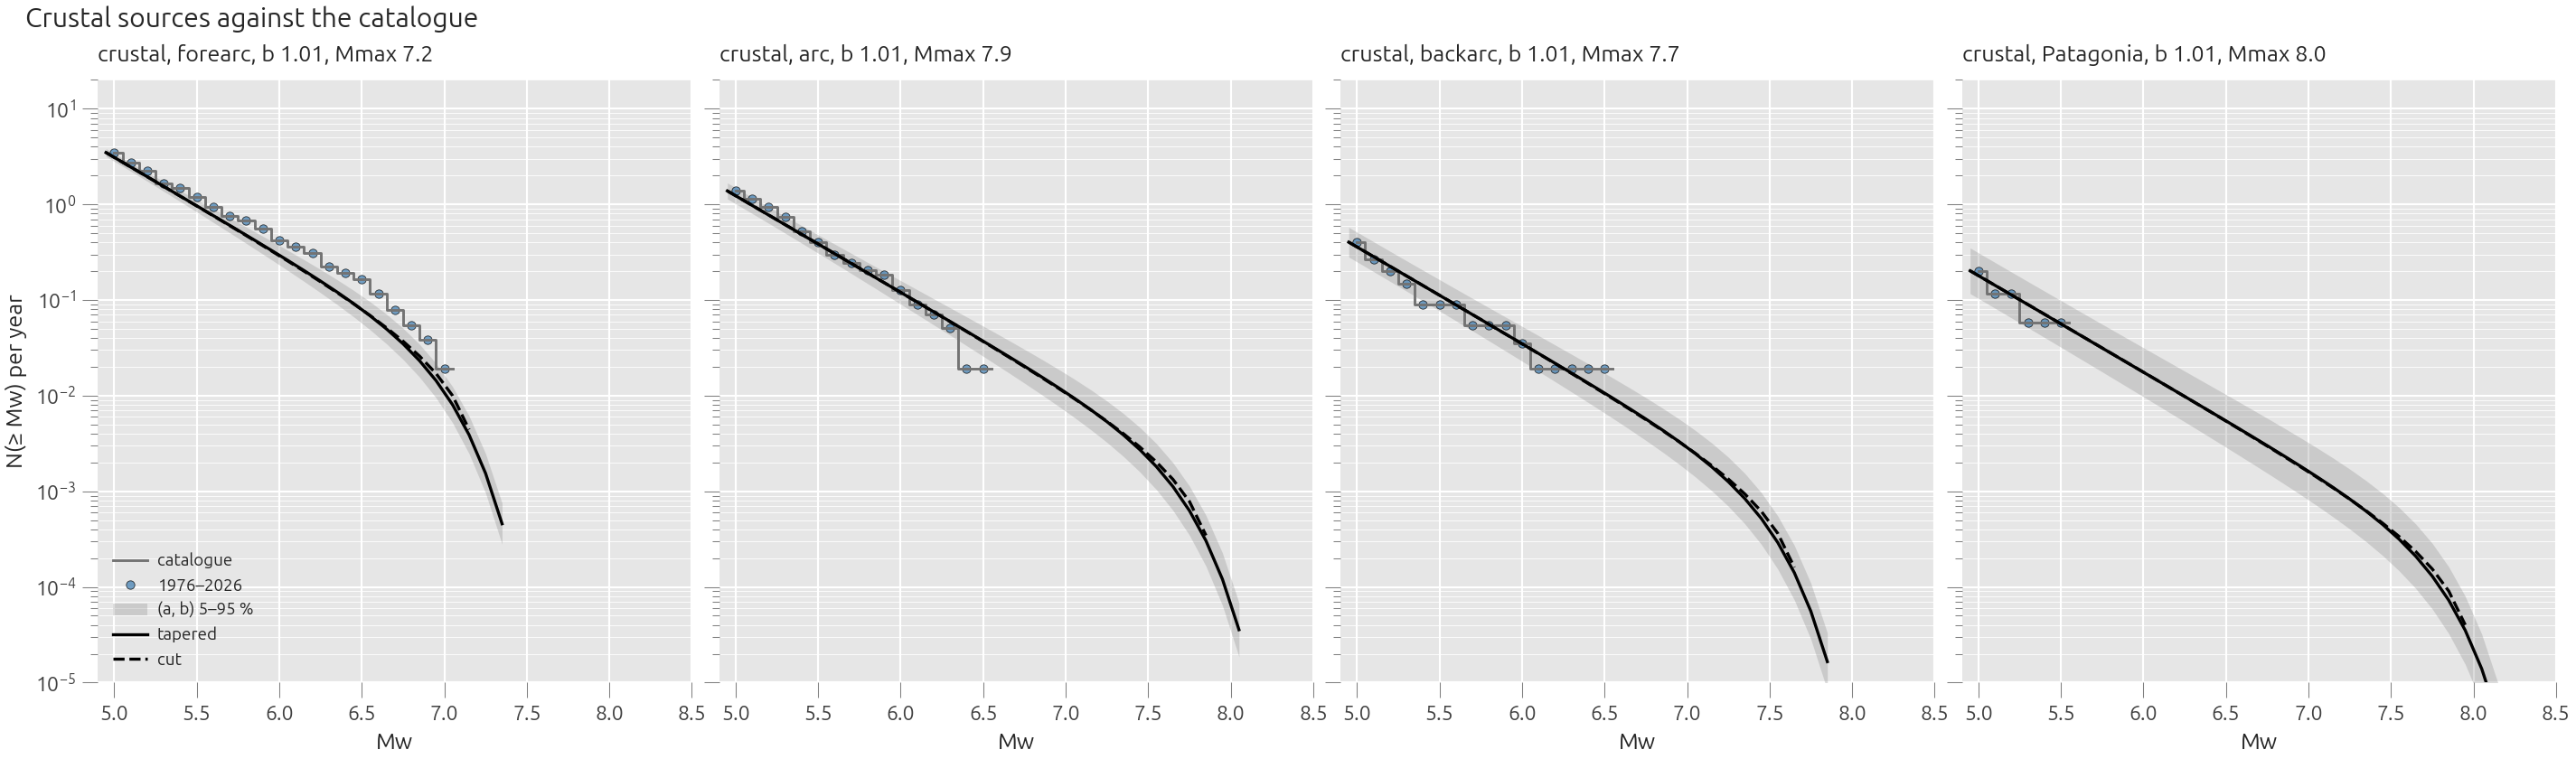 Crustal sources against the catalogue
crustal, forearc, b 1.01, Mmax 7.2
crustal, arc, b 1.01, Mmax 7.9
crustal, backarc, b 1.01, Mmax 7.7
crustal, Patagonia, b 1.01, Mmax 8.0
N(≥ Mw) per year
10¹
10⁰
10⁻¹
10⁻²
10⁻³
10⁻⁴
10⁻⁵
catalogue
1976–2026
(a, b) 5–95 %
tapered
cut
5.0 5.5 6.0 6.5 7.0 7.5 8.0 8.5
5.0 5.5 6.0 6.5 7.0 7.5 8.0 8.5
5.0 5.5 6.0 6.5 7.0 7.5 8.0 8.5
5.0 5.5 6.0 6.5 7.0 7.5 8.0 8.5
Mw
Mw
Mw
Mw